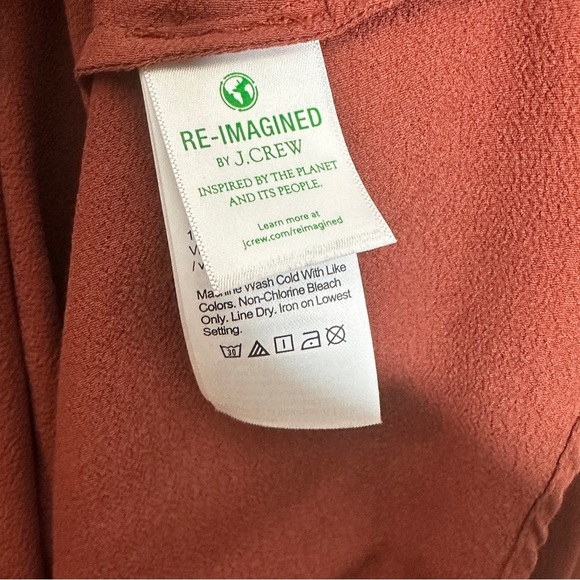 RE-IMAGINED
BY J.CREW
INSPIRED BY THE PLANET
AND ITS PEOPLE.
Learn more at
jcrew.com/reimagined
Machine Wash Cold With Like
Colors. Non-Chlorine Bleach
Only. Line Dry. Iron on Lowest
Setting.
30